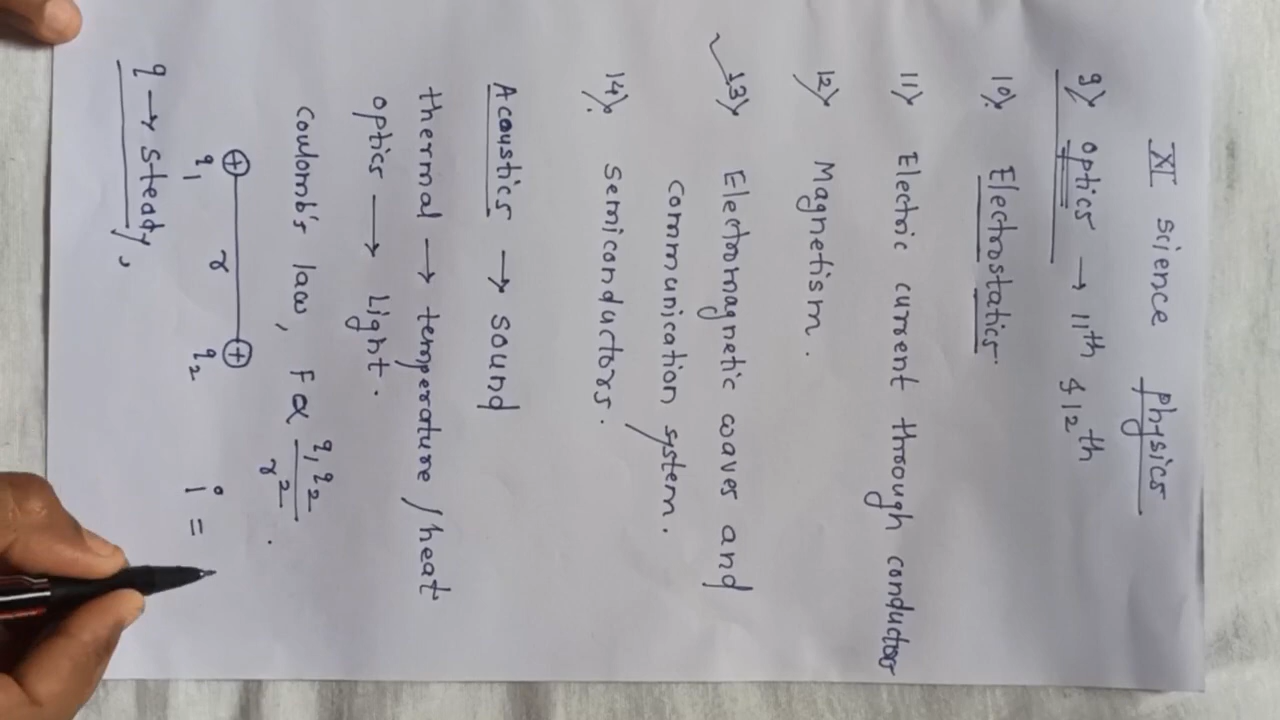 XI science physics
9) optics → 11th & 12th
10). Electrostatics.
11) Electric current through conductors
12) Magnetism.
13) Electromagnetic waves and
communication system.
14). Semiconductors.
Acoustics → sound
thermal → temperature / heat
optics → Light.
coulomb's law, F α q₁q₂ / r².
+ +
q₁ r q₂ i =
q → steady,